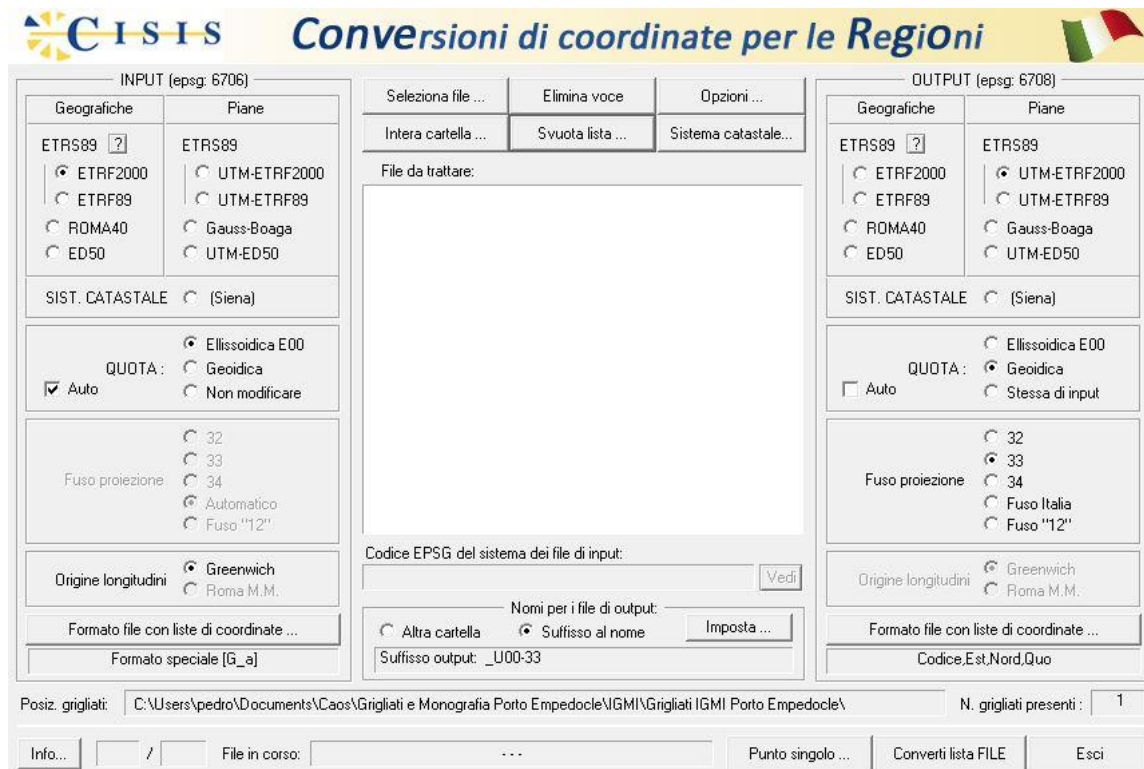 CISIS Conversioni di coordinate per le Regioni
INPUT (epsg: 6706)
Geografiche Piane
ETRS89 ? ETRS89
ETRF2000 UTM-ETRF2000
ETRF89 UTM-ETRF89
ROMA40 Gauss-Boaga
ED50 UTM-ED50
SIST. CATASTALE (Siena)
QUOTA :
Auto
Ellissoidica E00
Geoidica
Non modificare
Fuso proiezione
32
33
34
Automatico
Fuso "12"
Origine longitudini
Greenwich
Roma M.M.
Formato file con liste di coordinate ...
Formato speciale [G_a]
Seleziona file ... Elimina voce Opzioni ...
Intera cartella ... Svuota lista ... Sistema catastale...
File da trattare:
Codice EPSG del sistema dei file di input:
Vedi
Nomi per i file di output:
Altra cartella Suffisso al nome Imposta ...
Suffisso output: _U00-33
OUTPUT (epsg: 6708)
Geografiche Piane
ETRS89 ? ETRS89
ETRF2000 UTM-ETRF2000
ETRF89 UTM-ETRF89
ROMA40 Gauss-Boaga
ED50 UTM-ED50
SIST. CATASTALE (Siena)
QUOTA :
Auto
Ellissoidica E00
Geoidica
Stessa di input
Fuso proiezione
32
33
34
Fuso Italia
Fuso "12"
Origine longitudini
Greenwich
Roma M.M.
Formato file con liste di coordinate ...
Codice,Est,Nord,Quo
Posiz. grigliati: C:\Users\pedro\Documents\Caos\Grigliati e Monografia Porto Empedocle\IGMI\Grigliati IGMI Porto Empedocle\ N. grigliati presenti : 1
Info... / File in corso: - - - Punto singolo ... Converti lista FILE Esci